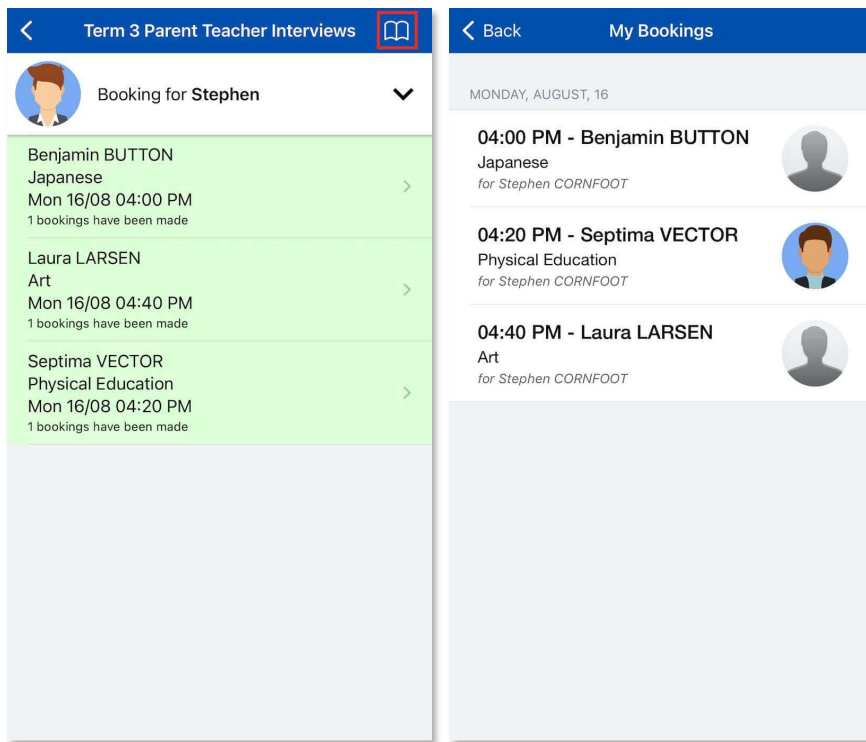 Term 3 Parent Teacher Interviews
Booking for Stephen
Benjamin BUTTON
Japanese
Mon 16/08 04:00 PM
1 bookings have been made
Laura LARSEN
Art
Mon 16/08 04:40 PM
1 bookings have been made
Septima VECTOR
Physical Education
Mon 16/08 04:20 PM
1 bookings have been made
Back
My Bookings
MONDAY, AUGUST, 16
04:00 PM - Benjamin BUTTON
Japanese
for Stephen CORNFOOT
04:20 PM - Septima VECTOR
Physical Education
for Stephen CORNFOOT
04:40 PM - Laura LARSEN
Art
for Stephen CORNFOOT